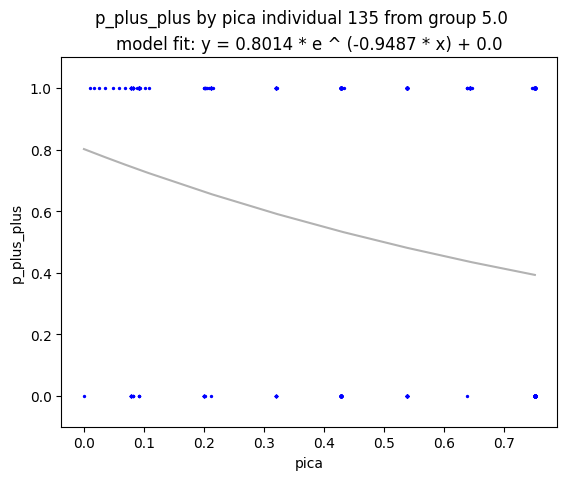 p_plus_plus by pica individual 135 from group 5.0
model fit: y = 0.8014 * e ^ (-0.9487 * x) + 0.0
1.0
0.8
0.6
0.4
0.2
0.0
p_plus_plus
0.0 0.1 0.2 0.3 0.4 0.5 0.6 0.7
pica